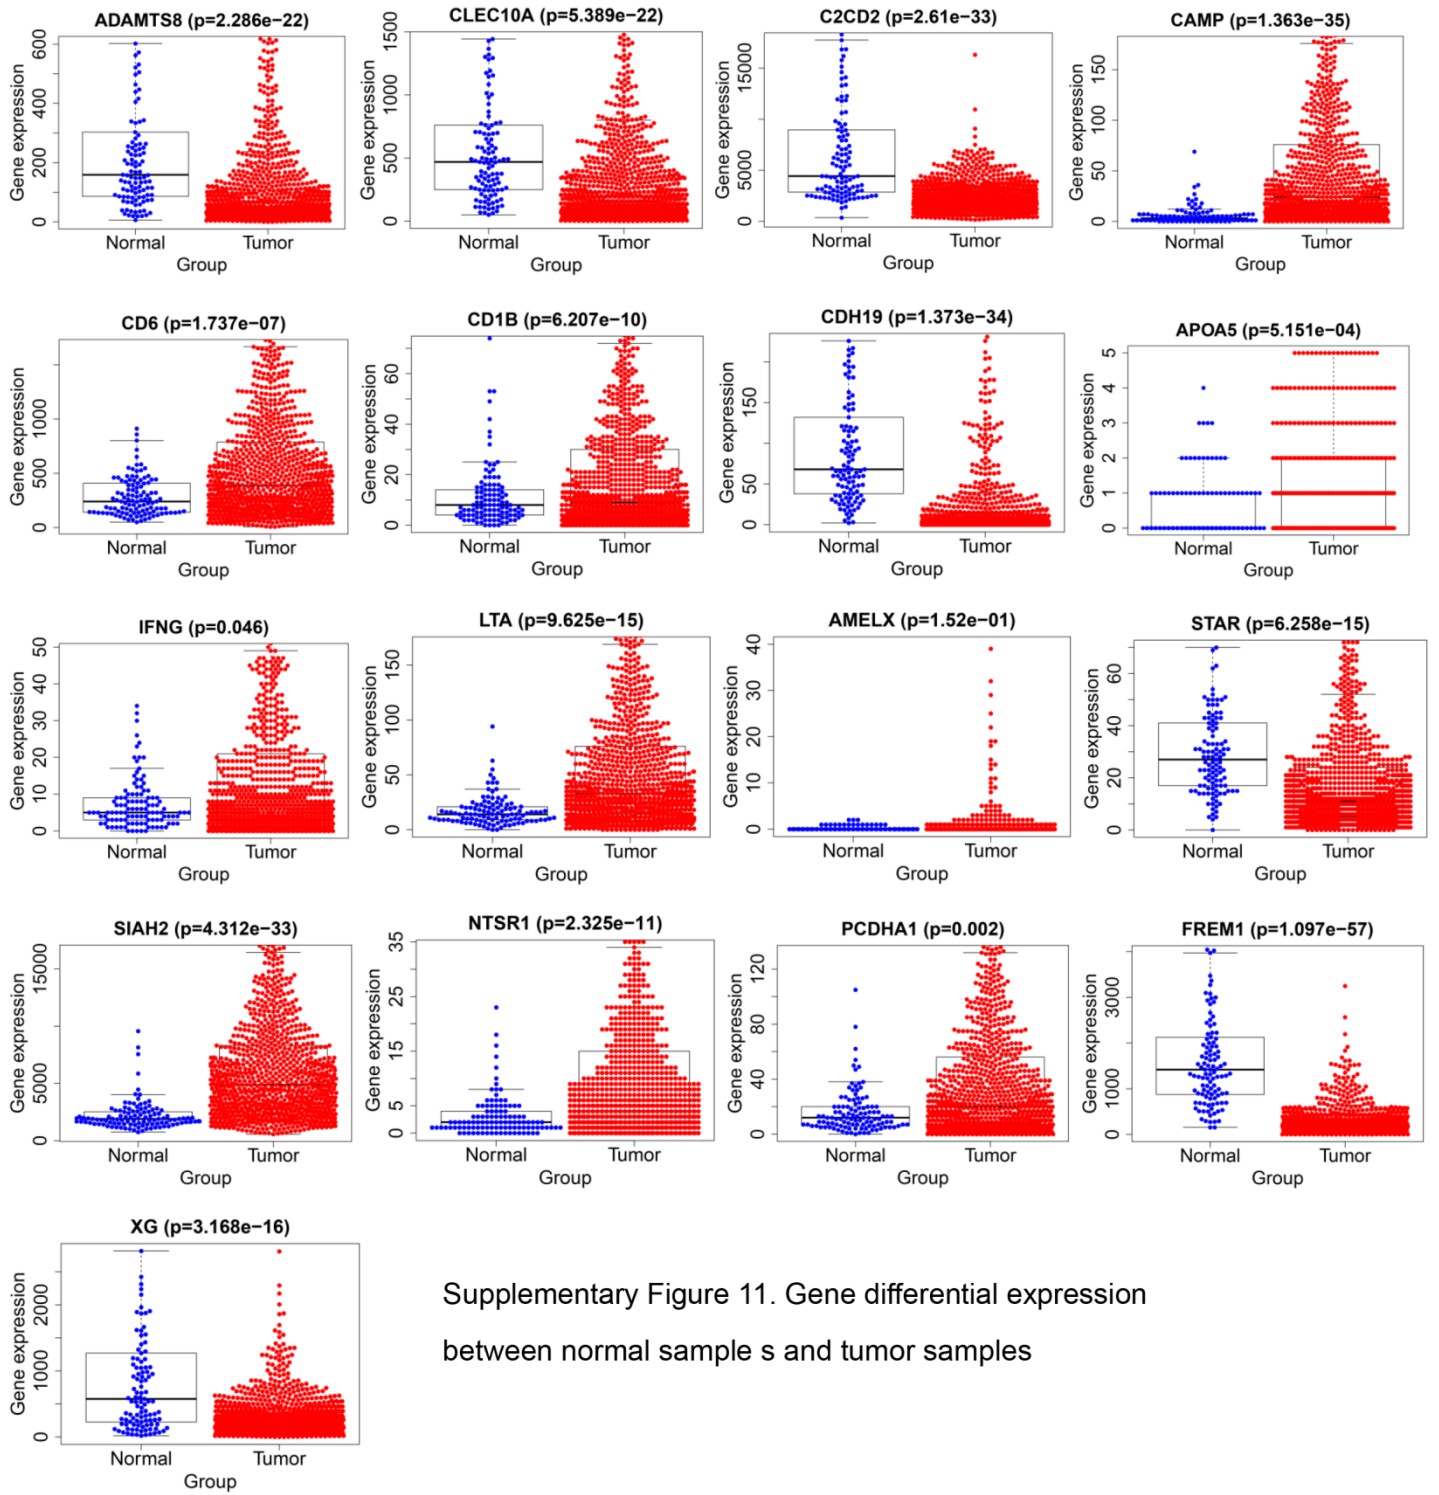 ADAMTS8 (p=2.286e−22)
Gene expression
600
400
200
0
Normal Tumor
Group
CLEC10A (p=5.389e−22)
Gene expression
1500
1000
500
0
Normal Tumor
Group
C2CD2 (p=2.61e−33)
Gene expression
15000
5000
0
Normal Tumor
Group
CAMP (p=1.363e−35)
Gene expression
150
100
50
0
Normal Tumor
Group
CD6 (p=1.737e−07)
Gene expression
1000
500
0
Normal Tumor
Group
CD1B (p=6.207e−10)
Gene expression
60
40
20
0
Normal Tumor
Group
CDH19 (p=1.373e−34)
Gene expression
150
50
0
Normal Tumor
Group
APOA5 (p=5.151e−04)
Gene expression
5
4
3
2
1
0
Normal Tumor
Group
IFNG (p=0.046)
Gene expression
50
40
30
20
10
0
Normal Tumor
Group
LTA (p=9.625e−15)
Gene expression
150
100
50
0
Normal Tumor
Group
AMELX (p=1.52e−01)
Gene expression
40
30
20
10
0
Normal Tumor
Group
STAR (p=6.258e−15)
Gene expression
60
40
20
0
Normal Tumor
Group
SIAH2 (p=4.312e−33)
Gene expression
15000
5000
0
Normal Tumor
Group
NTSR1 (p=2.325e−11)
Gene expression
35
25
15
5
0
Normal Tumor
Group
PCDHA1 (p=0.002)
Gene expression
120
80
40
0
Normal Tumor
Group
FREM1 (p=1.097e−57)
Gene expression
3000
1000
0
Normal Tumor
Group
XG (p=3.168e−16)
Gene expression
2000
1000
0
Normal Tumor
Group
Supplementary Figure 11. Gene differential expression
between normal sample s and tumor samples